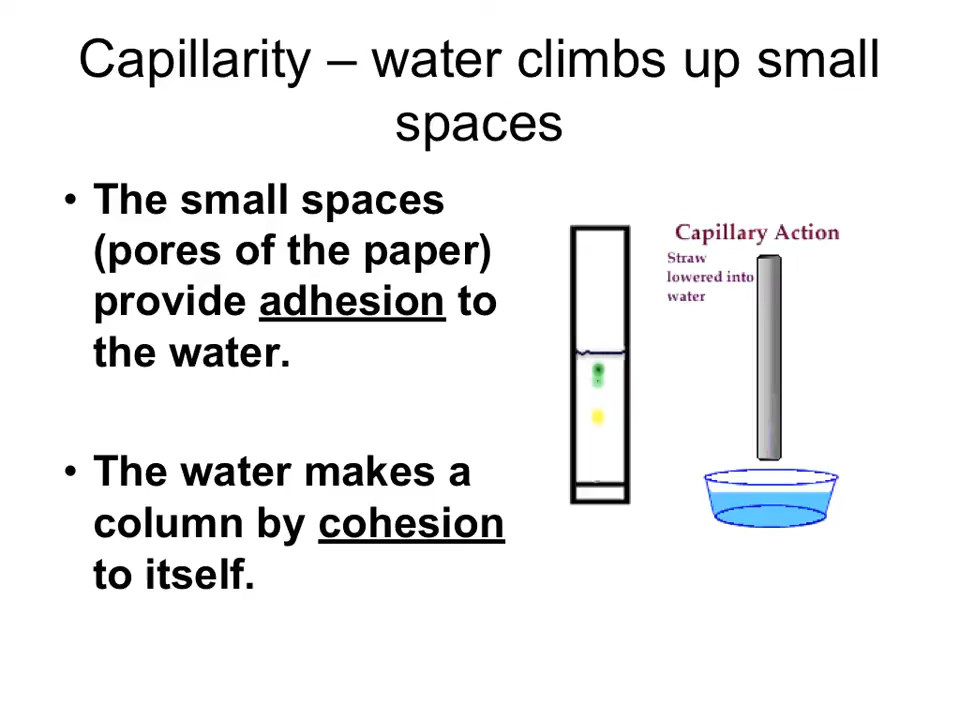 Capillarity – water climbs up small
spaces
• The small spaces
(pores of the paper)
provide adhesion to
the water.
• The water makes a
column by cohesion
to itself.
Capillary Action
Straw
lowered into
water